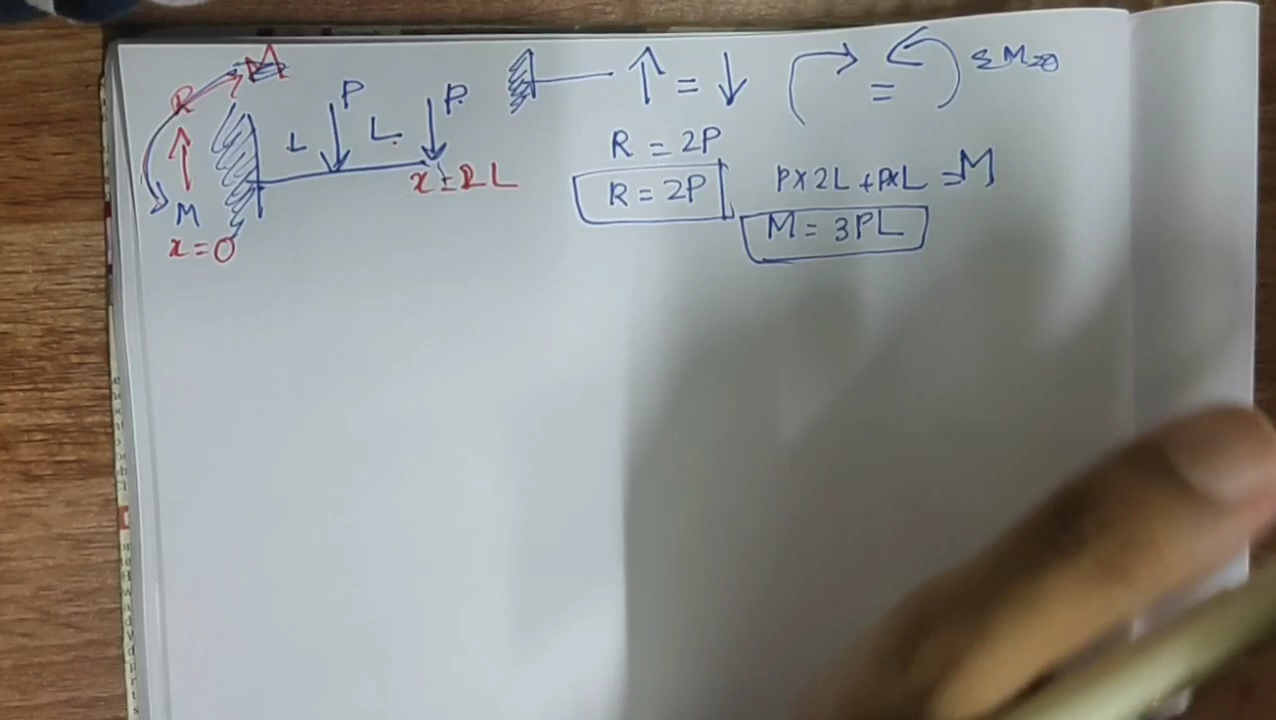 P
P
ΣM=0
R
L
L
R = 2P
x = 2L
P×2L + P×L = M
R = 2P
M
M = 3PL
x = 0